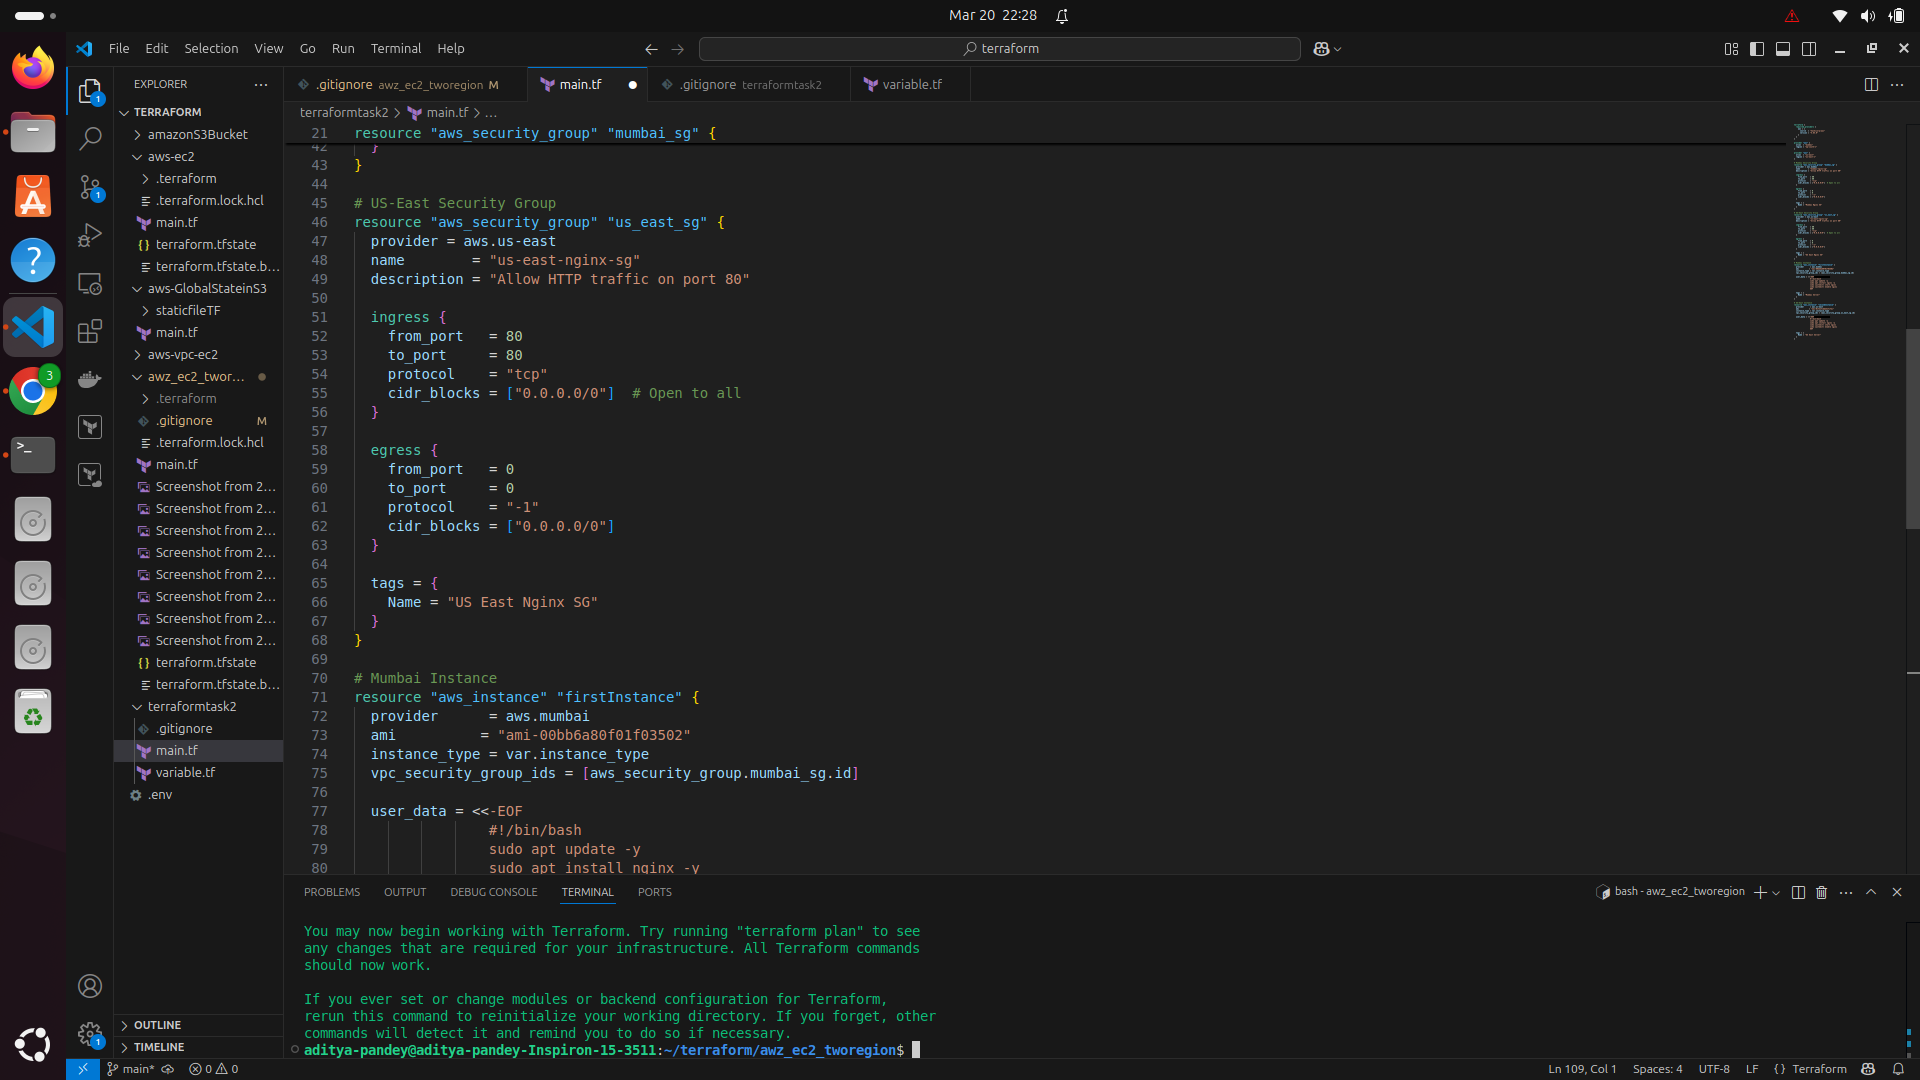 Mar 20 22:28
File Edit Selection View Go Run Terminal Help
terraform
EXPLORER
TERRAFORM
amazonS3Bucket
aws-ec2
.terraform
.terraform.lock.hcl
main.tf
terraform.tfstate
terraform.tfstate.b...
aws-GlobalStateinS3
staticfileTF
main.tf
aws-vpc-ec2
awz_ec2_twor...
.terraform
.gitignore M
.terraform.lock.hcl
main.tf
Screenshot from 2...
Screenshot from 2...
Screenshot from 2...
Screenshot from 2...
Screenshot from 2...
Screenshot from 2...
Screenshot from 2...
Screenshot from 2...
terraform.tfstate
terraform.tfstate.b...
terraformtask2
.gitignore
main.tf
variable.tf
.env
OUTLINE
TIMELINE
.gitignore awz_ec2_tworegion M
main.tf
.gitignore terraformtask2
variable.tf
terraformtask2 > main.tf > ...
21 resource "aws_security_group" "mumbai_sg" {
42 }
43 }
44
45 # US-East Security Group
46 resource "aws_security_group" "us_east_sg" {
47 provider = aws.us-east
48 name = "us-east-nginx-sg"
49 description = "Allow HTTP traffic on port 80"
50
51 ingress {
52 from_port = 80
53 to_port = 80
54 protocol = "tcp"
55 cidr_blocks = ["0.0.0.0/0"] # Open to all
56 }
57
58 egress {
59 from_port = 0
60 to_port = 0
61 protocol = "-1"
62 cidr_blocks = ["0.0.0.0/0"]
63 }
64
65 tags = {
66 Name = "US East Nginx SG"
67 }
68 }
69
70 # Mumbai Instance
71 resource "aws_instance" "firstInstance" {
72 provider = aws.mumbai
73 ami = "ami-00bb6a80f01f03502"
74 instance_type = var.instance_type
75 vpc_security_group_ids = [aws_security_group.mumbai_sg.id]
76
77 user_data = <<-EOF
78 #!/bin/bash
79 sudo apt update -y
80 sudo apt install nginx -y
PROBLEMS OUTPUT DEBUG CONSOLE TERMINAL PORTS
bash - awz_ec2_tworegion
You may now begin working with Terraform. Try running "terraform plan" to see
any changes that are required for your infrastructure. All Terraform commands
should now work.
If you ever set or change modules or backend configuration for Terraform,
rerun this command to reinitialize your working directory. If you forget, other
commands will detect it and remind you to do so if necessary.
aditya-pandey@aditya-pandey-Inspiron-15-3511:~/terraform/awz_ec2_tworegion$
main* 0 0
Ln 109, Col 1 Spaces: 4 UTF-8 LF {} Terraform
3
1
1
1